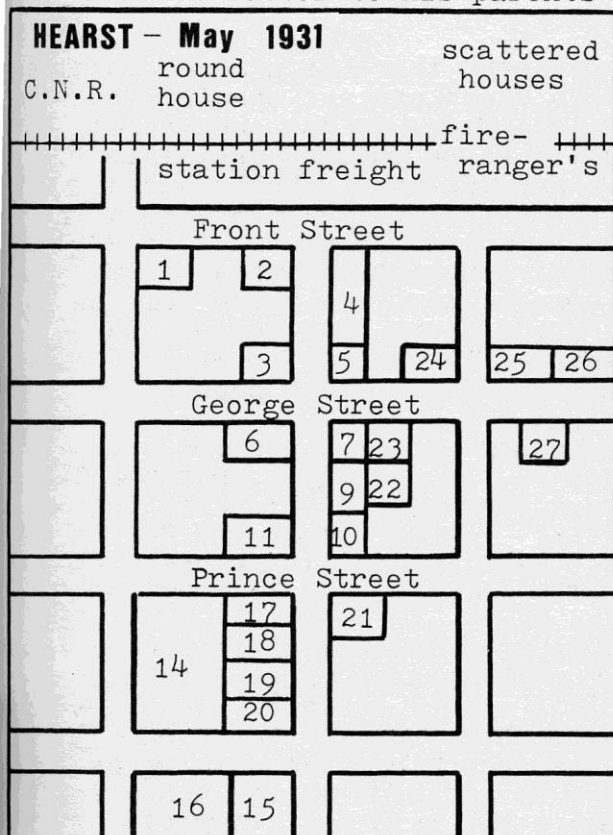 HEARST – May 1931
scattered
houses
C.N.R.
round
house
fire-
ranger's
station freight
Front Street
1
2
4
3
5
24
25
26
George Street
6
7
23
27
9
22
11
10
Prince Street
17
21
18
14
19
20
16
15